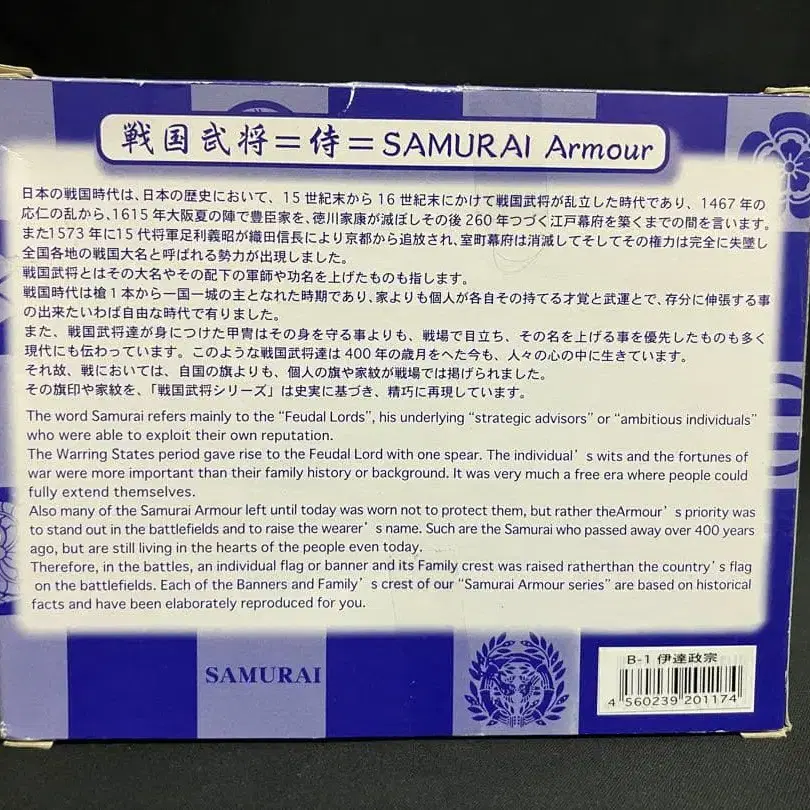 戦国武将＝侍＝SAMURAI Armour
日本の戦国時代は、日本の歴史において、15世紀末から16世紀末にかけて戦国武将が乱立した時代であり、1467年の
応仁の乱から、1615年大阪夏の陣で豊臣家を、徳川家康が滅ぼしその後260年つづく江戸幕府を築くまでの間を言います。
また1573年に15代将軍足利義昭が織田信長により京都から追放され、室町幕府は消滅してそしてその権力は完全に失墜し
全国各地の戦国大名と呼ばれる勢力が出現しました。
戦国武将とはその大名やその配下の軍師や功名を上げたものも指します。
戦国時代は槍1本から一国一城の主となれた時期であり、家よりも個人が各自その持てる才覚と武運とで、存分に伸張する事
の出来たいわば自由な時代で有りました。
また、戦国武将達が身につけた甲冑はその身を守る事よりも、戦場で目立ち、その名を上げる事を優先したものも多く
現代にも伝わっています。このような戦国武将達は400年の歳月をへた今も、人々の心の中に生きています。
それ故、戦においては、自国の旗よりも、個人の旗や家紋が戦場では掲げられました。
その旗印や家紋を、「戦国武将シリーズ」は史実に基づき、精巧に再現しています。
The word Samurai refers mainly to the “Feudal Lords”, his underlying “strategic advisors” or “ambitious individuals”
who were able to exploit their own reputation.
The Warring States period gave rise to the Feudal Lord with one spear. The individual’s wits and the fortunes of
war were more important than their family history or background. It was very much a free era where people could
fully extend themselves.
Also many of the Samurai Armour left until today was worn not to protect them, but rather theArmour’s priority was
to stand out in the battlefields and to raise the wearer’s name. Such are the Samurai who passed away over 400 years
ago, but are still living in the hearts of the people even today.
Therefore, in the battles, an individual flag or banner and its Family crest was raised ratherthan the country’s flag
on the battlefields. Each of the Banners and Family’s crest of our “Samurai Armour series” are based on historical
facts and have been elaborately reproduced for you.
SAMURAI
B-1 伊達政宗
4 560239 201174